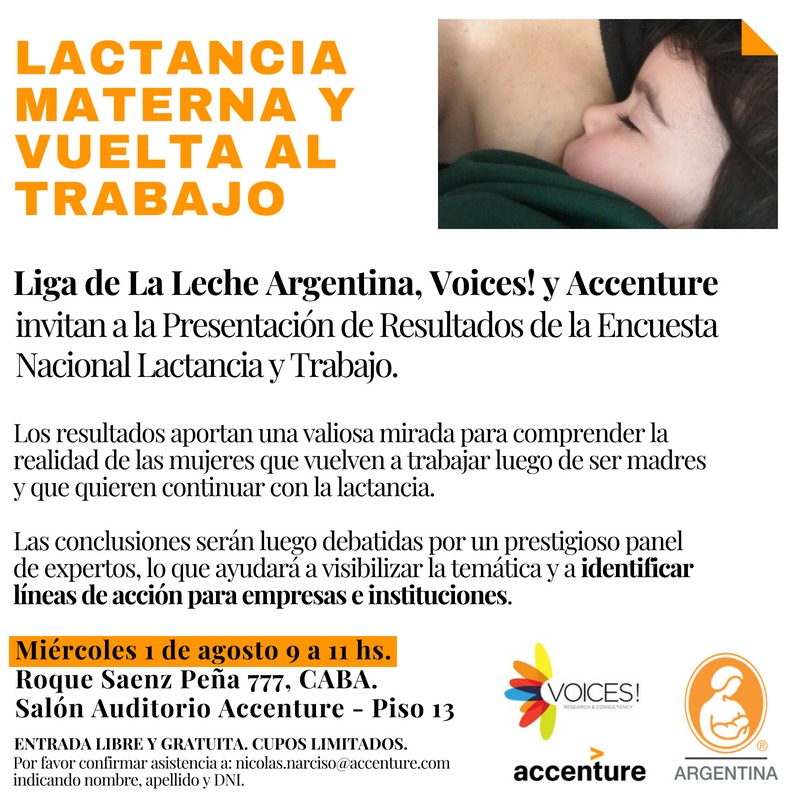 LACTANCIA
MATERNA Y
VUELTA AL
TRABAJO
Liga de La Leche Argentina, Voices! y Accenture
invitan a la Presentación de Resultados de la Encuesta
Nacional Lactancia y Trabajo.
Los resultados aportan una valiosa mirada para comprender la
realidad de las mujeres que vuelven a trabajar luego de ser madres
y que quieren continuar con la lactancia.
Las conclusiones serán luego debatidas por un prestigioso panel
de expertos, lo que ayudará a visibilizar la temática y a identificar
líneas de acción para empresas e instituciones.
Miércoles 1 de agosto 9 a 11 hs.
Roque Saenz Peña 777, CABA.
Salón Auditorio Accenture - Piso 13
ENTRADA LIBRE Y GRATUITA. CUPOS LIMITADOS.
Por favor confirmar asistencia a: nicolas.narciso@accenture.com
indicando nombre, apellido y DNI.
VOICES!
RESEARCH & CONSULTANCY
accenture
®
ARGENTINA